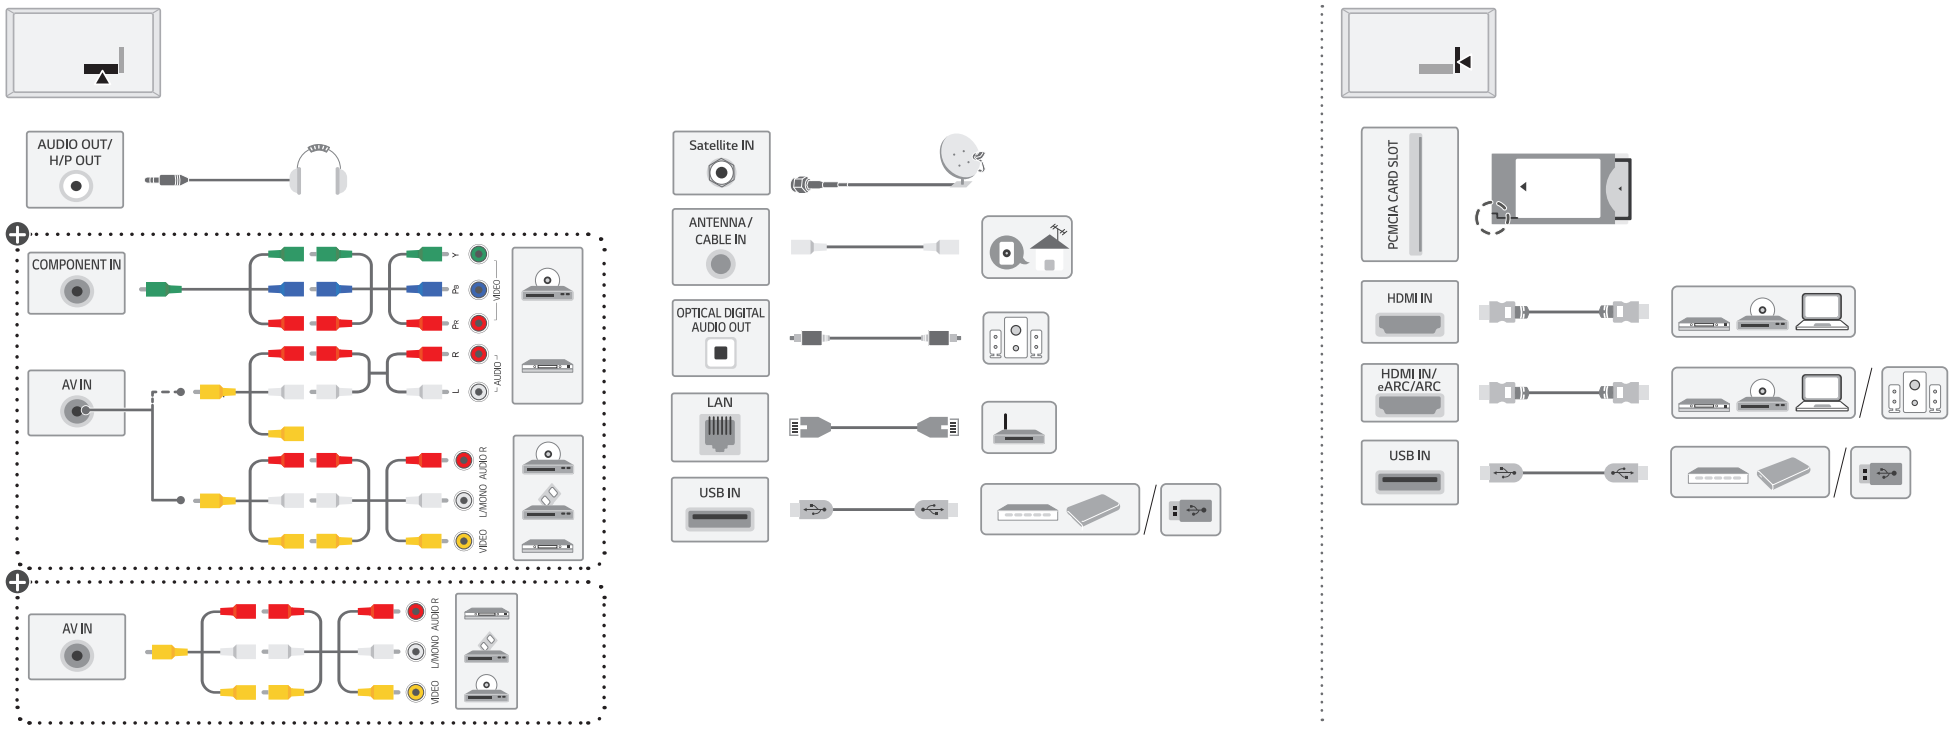 AUDIO OUT/
H/P OUT
COMPONENT IN
Y
PB
PR
VIDEO
R
L
AUDIO
AV IN
AUDIO R
L/MONO
VIDEO
AV IN
AUDIO R
L/MONO
VIDEO
Satellite IN
ANTENNA /
CABLE IN
OPTICAL DIGITAL
AUDIO OUT
LAN
USB IN
/
PCMCIA CARD SLOT
HDMI IN
HDMI IN/
eARC/ARC
/
USB IN
/